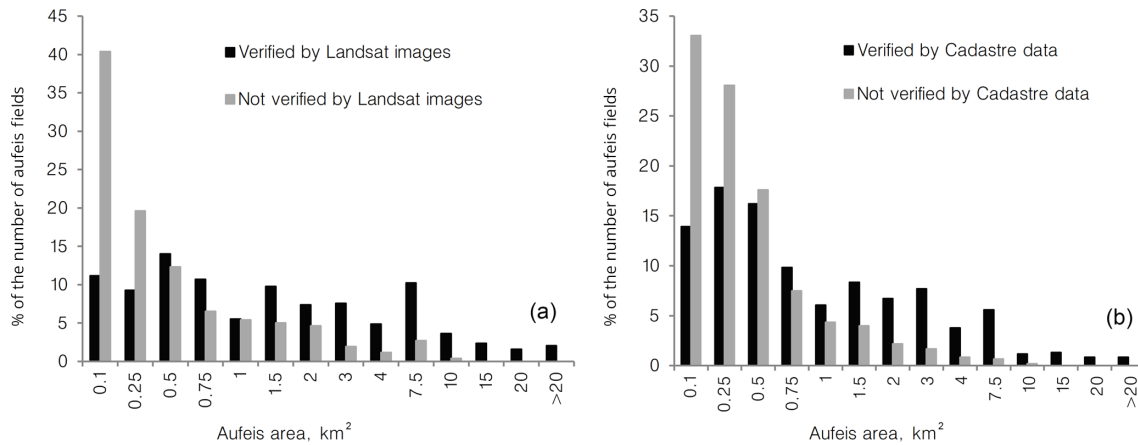 45
40
35
30
25
20
15
10
5
0
% of the number of aufeis fields
Verified by Landsat images
Not verified by Landsat images
(a)
0.1 0.25 0.5 0.75 1 1.5 2 3 4 7.5 10 15 20 >20
Aufeis area, km²
35
30
25
20
15
10
5
0
% of the number of aufeis fields
Verified by Cadastre data
Not verified by Cadastre data
(b)
0.1 0.25 0.5 0.75 1 1.5 2 3 4 7.5 10 15 20 >20
Aufeis area, km²